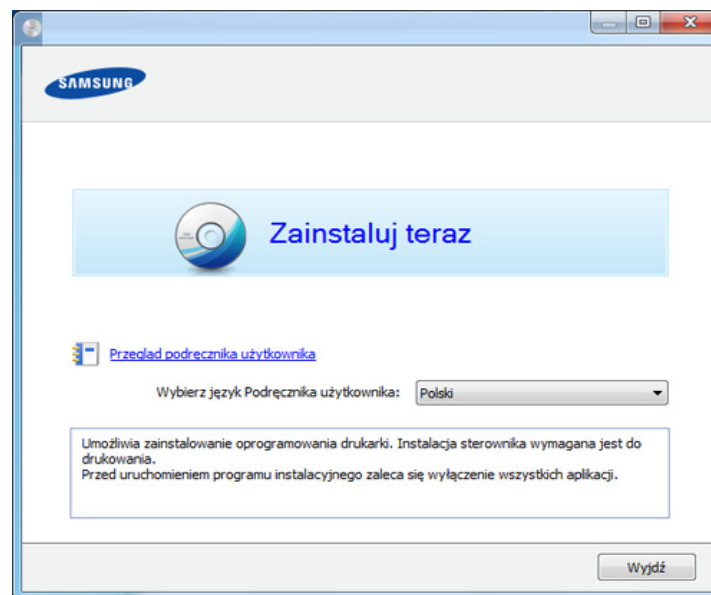 SAMSUNG
Zainstaluj teraz
Przeglad podręcznika użytkownika
Wybierz język Podręcznika użytkownika: Polski
Umożliwia zainstalowanie oprogramowania drukarki. Instalacja sterownika wymagana jest do
drukowania.
Przed uruchomieniem programu instalacyjnego zaleca się wyłączenie wszystkich aplikacji.
Wyjdź